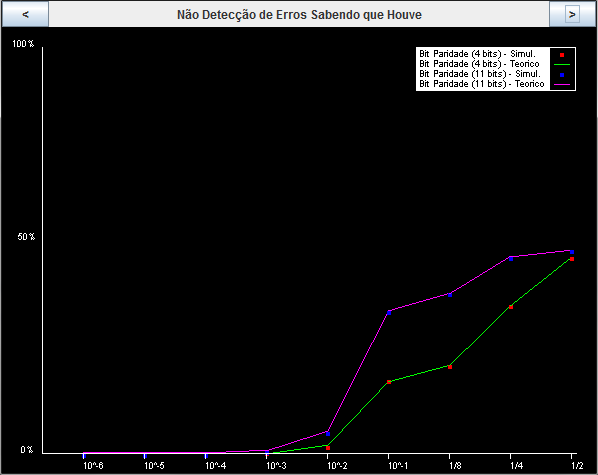 < Não Detecção de Erros Sabendo que Houve >
100 %
Bit Paridade (4 bits) - Simul.
Bit Paridade (4 bits) - Teorico
Bit Paridade (11 bits) - Simul.
Bit Paridade (11 bits) - Teorico
50 %
0 %
10^-6 10^-5 10^-4 10^-3 10^-2 10^-1 1/8 1/4 1/2